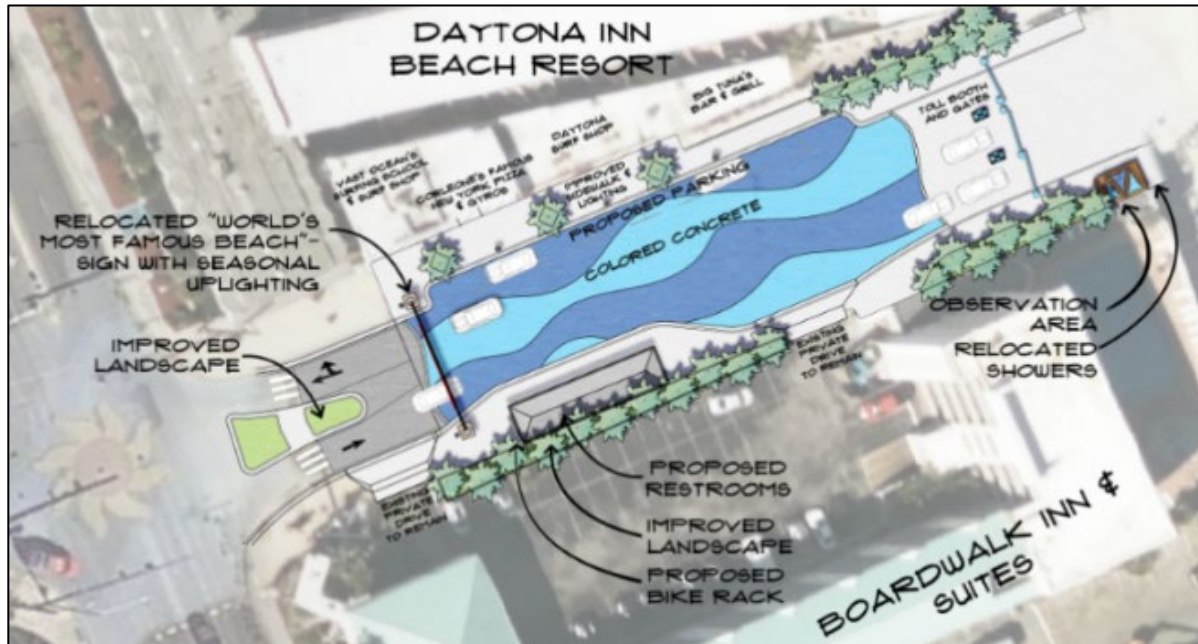 DAYTONA INN
BEACH RESORT
BIG TUNA'S
BAR & GRILL
TOLL BOOTH
AND GATES
DAYTONA
SURF SHOP
VAST OCEAN'S
SURFING SCHOOL
& SURF SHOP
CORLEONE'S FAMOUS
NEW YORK PIZZA
& GYROS
IMPROVED
SIDEWALK &
LIGHTING
PROPOSED PARKING
COLORED CONCRETE
RELOCATED "WORLD'S
MOST FAMOUS BEACH"-
SIGN WITH SEASONAL
UPLIGHTING
IMPROVED
LANDSCAPE
OBSERVATION
AREA
RELOCATED
SHOWERS
EXISTING
PRIVATE
DRIVE
TO REMAIN
EXISTING
PRIVATE
DRIVE
TO REMAIN
PROPOSED
RESTROOMS
IMPROVED
LANDSCAPE
PROPOSED
BIKE RACK
BOARDWALK INN &
SUITES